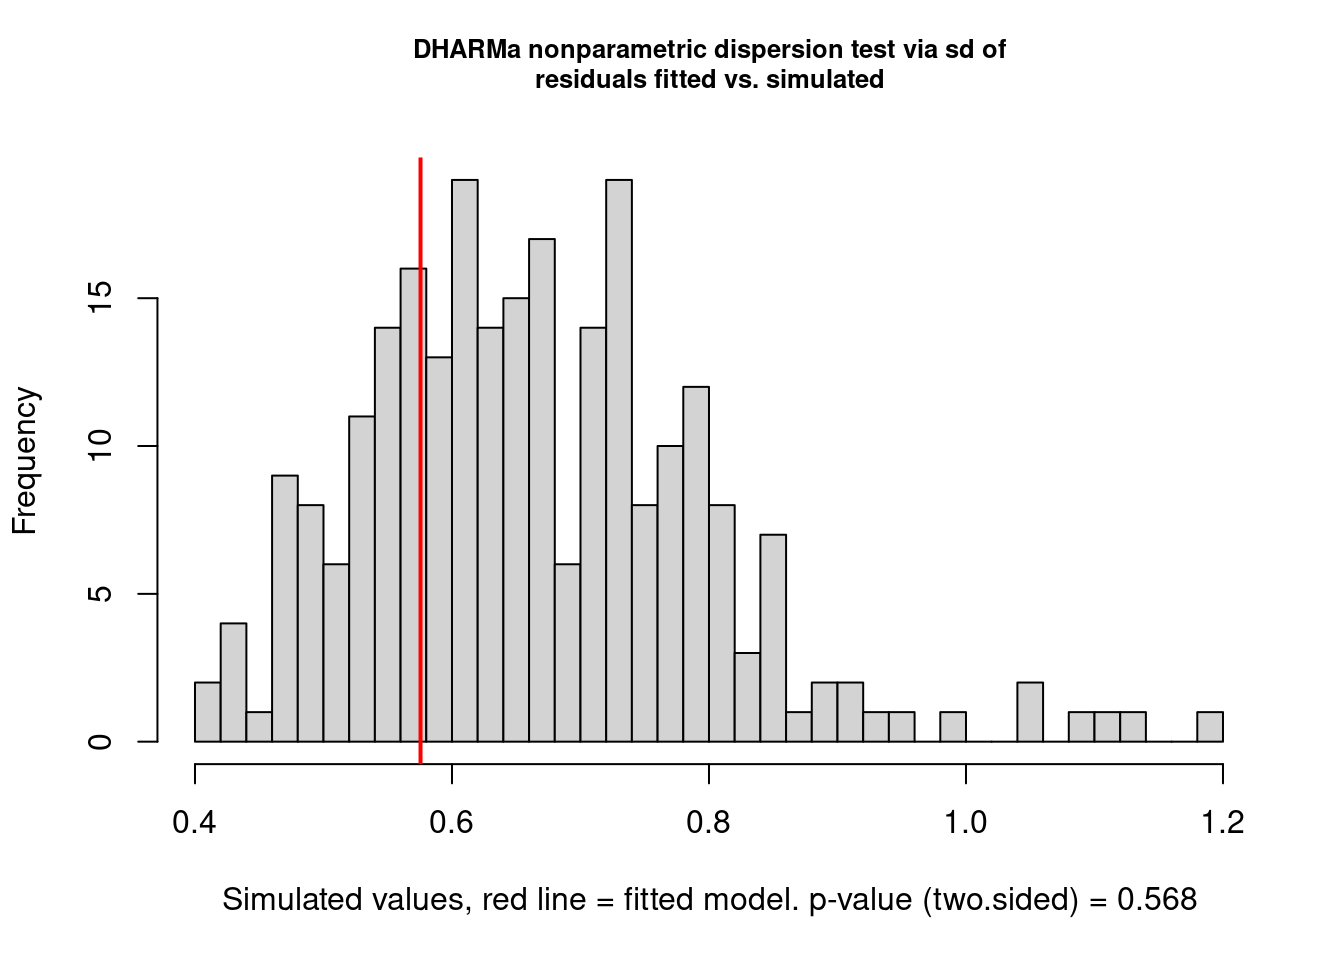 DHARMa nonparametric dispersion test via sd of
residuals fitted vs. simulated
Frequency
15
10
5
0
0.4 0.6 0.8 1.0 1.2
Simulated values, red line = fitted model. p-value (two.sided) = 0.568